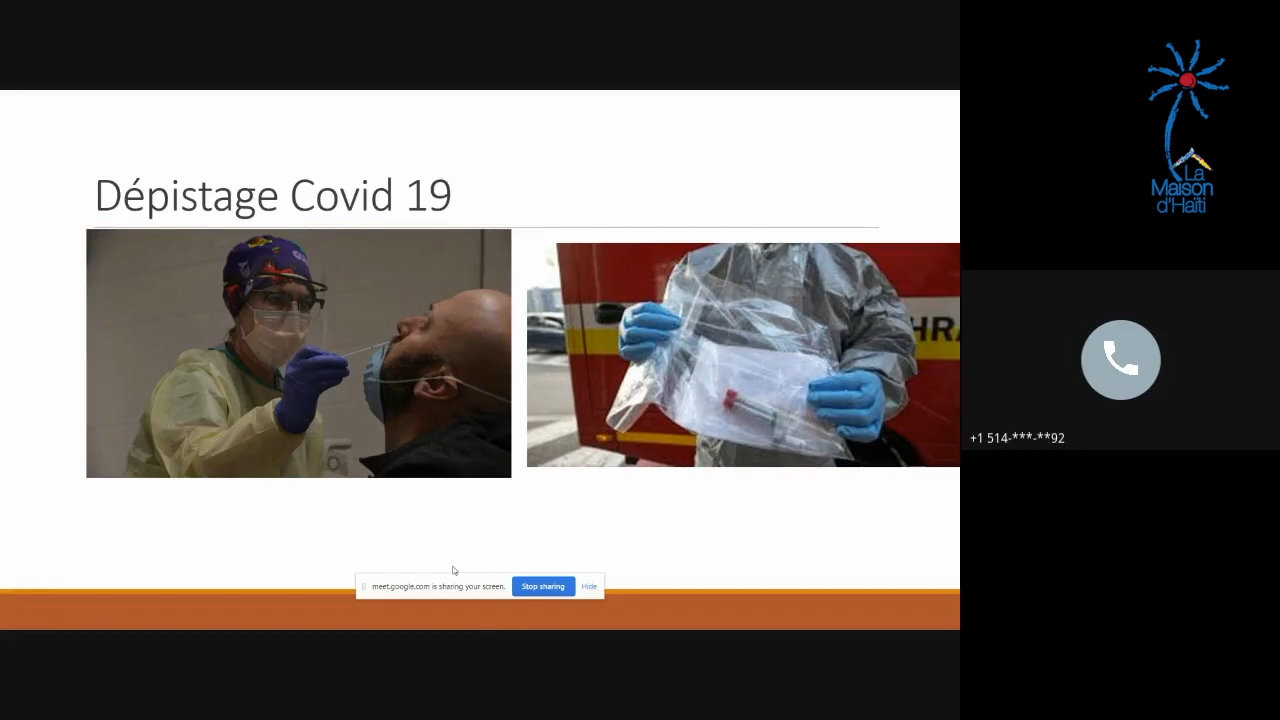 Dépistage Covid 19
HRA
meet.google.com is sharing your screen.
Stop sharing
Hide
La
Maison
d'Haïti
+1 514-***-**92